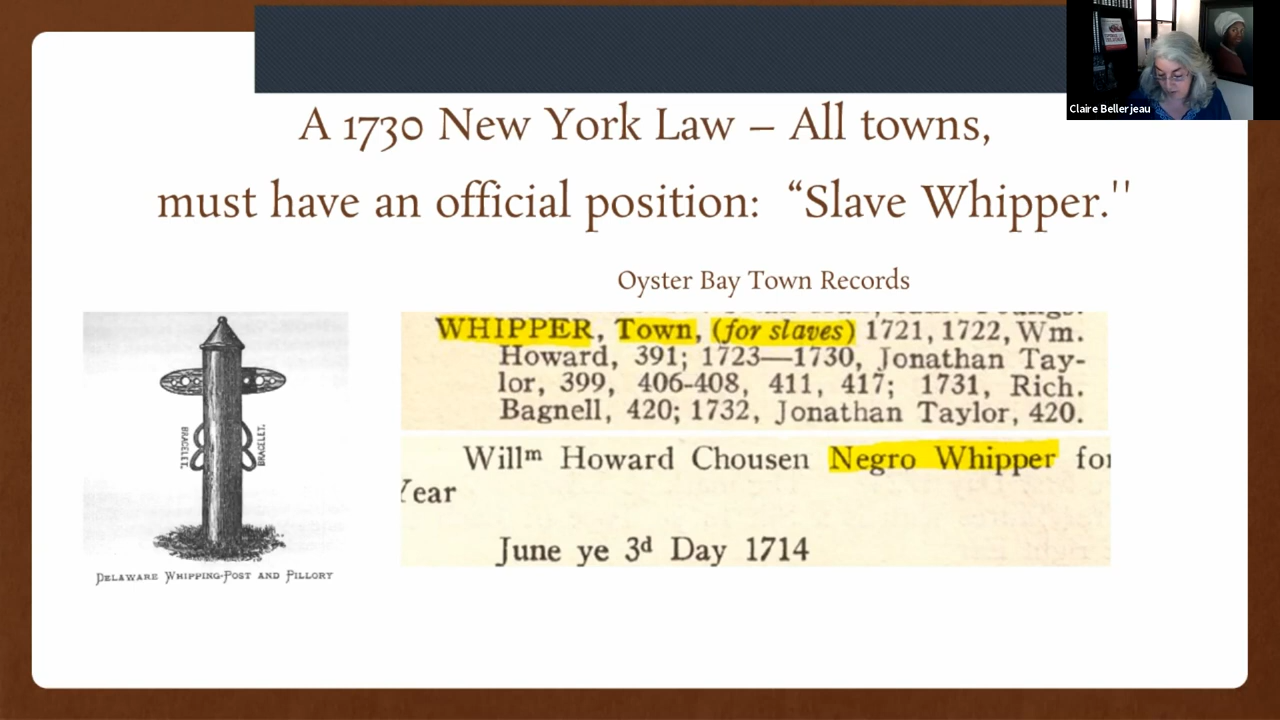 Claire Bellerjeau
A 1730 New York Law – All towns,
must have an official position: “Slave Whipper.''
Oyster Bay Town Records
WHIPPER, Town, (for slaves) 1721, 1722, Wm.
Howard, 391; 1723—1730, Jonathan Tay-
lor, 399, 406-408, 411, 417; 1731, Rich.
Bagnell, 420; 1732, Jonathan Taylor, 420.
Willm Howard Chousen Negro Whipper for
Year
June ye 3d Day 1714
BRACELET.
BRACELET.
DELAWARE WHIPPING-POST AND PILLORY